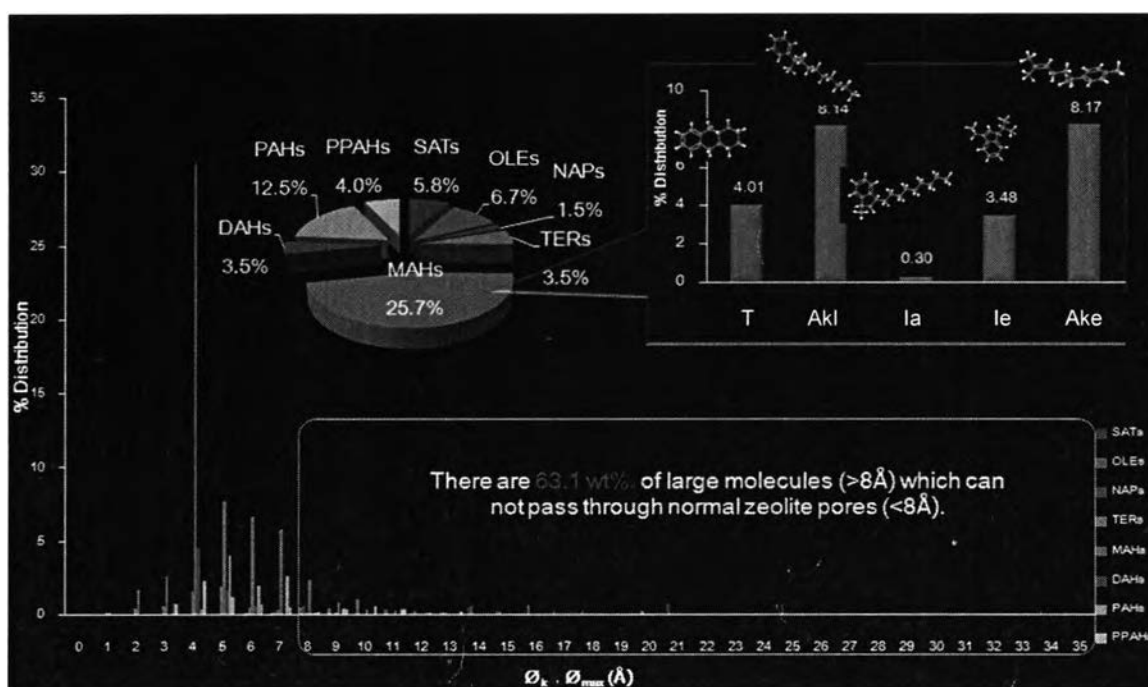 35
30
25
20
15
10
5
0
% Distribution
0 1 2 3 4 5 6 7 8 9 10 11 12 13 14 15 16 17 18 19 20 21 22 23 24 25 26 27 28 29 30 31 32 33 34 35
Øk . Ømax (Å)
PAHs
12.5%
PPAHs
4.0%
SATs
5.8%
OLEs
6.7%
NAPs
1.5%
TERs
3.5%
DAHs
3.5%
MAHs
25.7%
10
8
6
4
2
0
% Distribution
4.01
8.14
0.30
3.48
8.17
T Akl Ia Ie Ake
There are 63.1 wt% of large molecules (>8Å) which can
not pass through normal zeolite pores (<8Å).
SATs
OLEs
NAPs
TERs
MAHs
DAHs
PAHs
PPAH